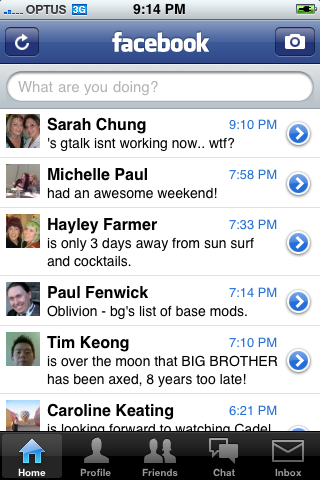 OPTUS 3G 9:14 PM
facebook
What are you doing?
Sarah Chung 9:10 PM
's gtalk isnt working now.. wtf?
Michelle Paul 7:58 PM
had an awesome weekend!
Hayley Farmer 7:33 PM
is only 3 days away from sun surf
and cocktails.
Paul Fenwick 7:14 PM
Oblivion - bg's list of base mods.
Tim Keong 7:10 PM
is over the moon that BIG BROTHER
has been axed, 8 years too late!
Caroline Keating 6:21 PM
is looking forward to watching Cadel
Home Profile Friends Chat Inbox